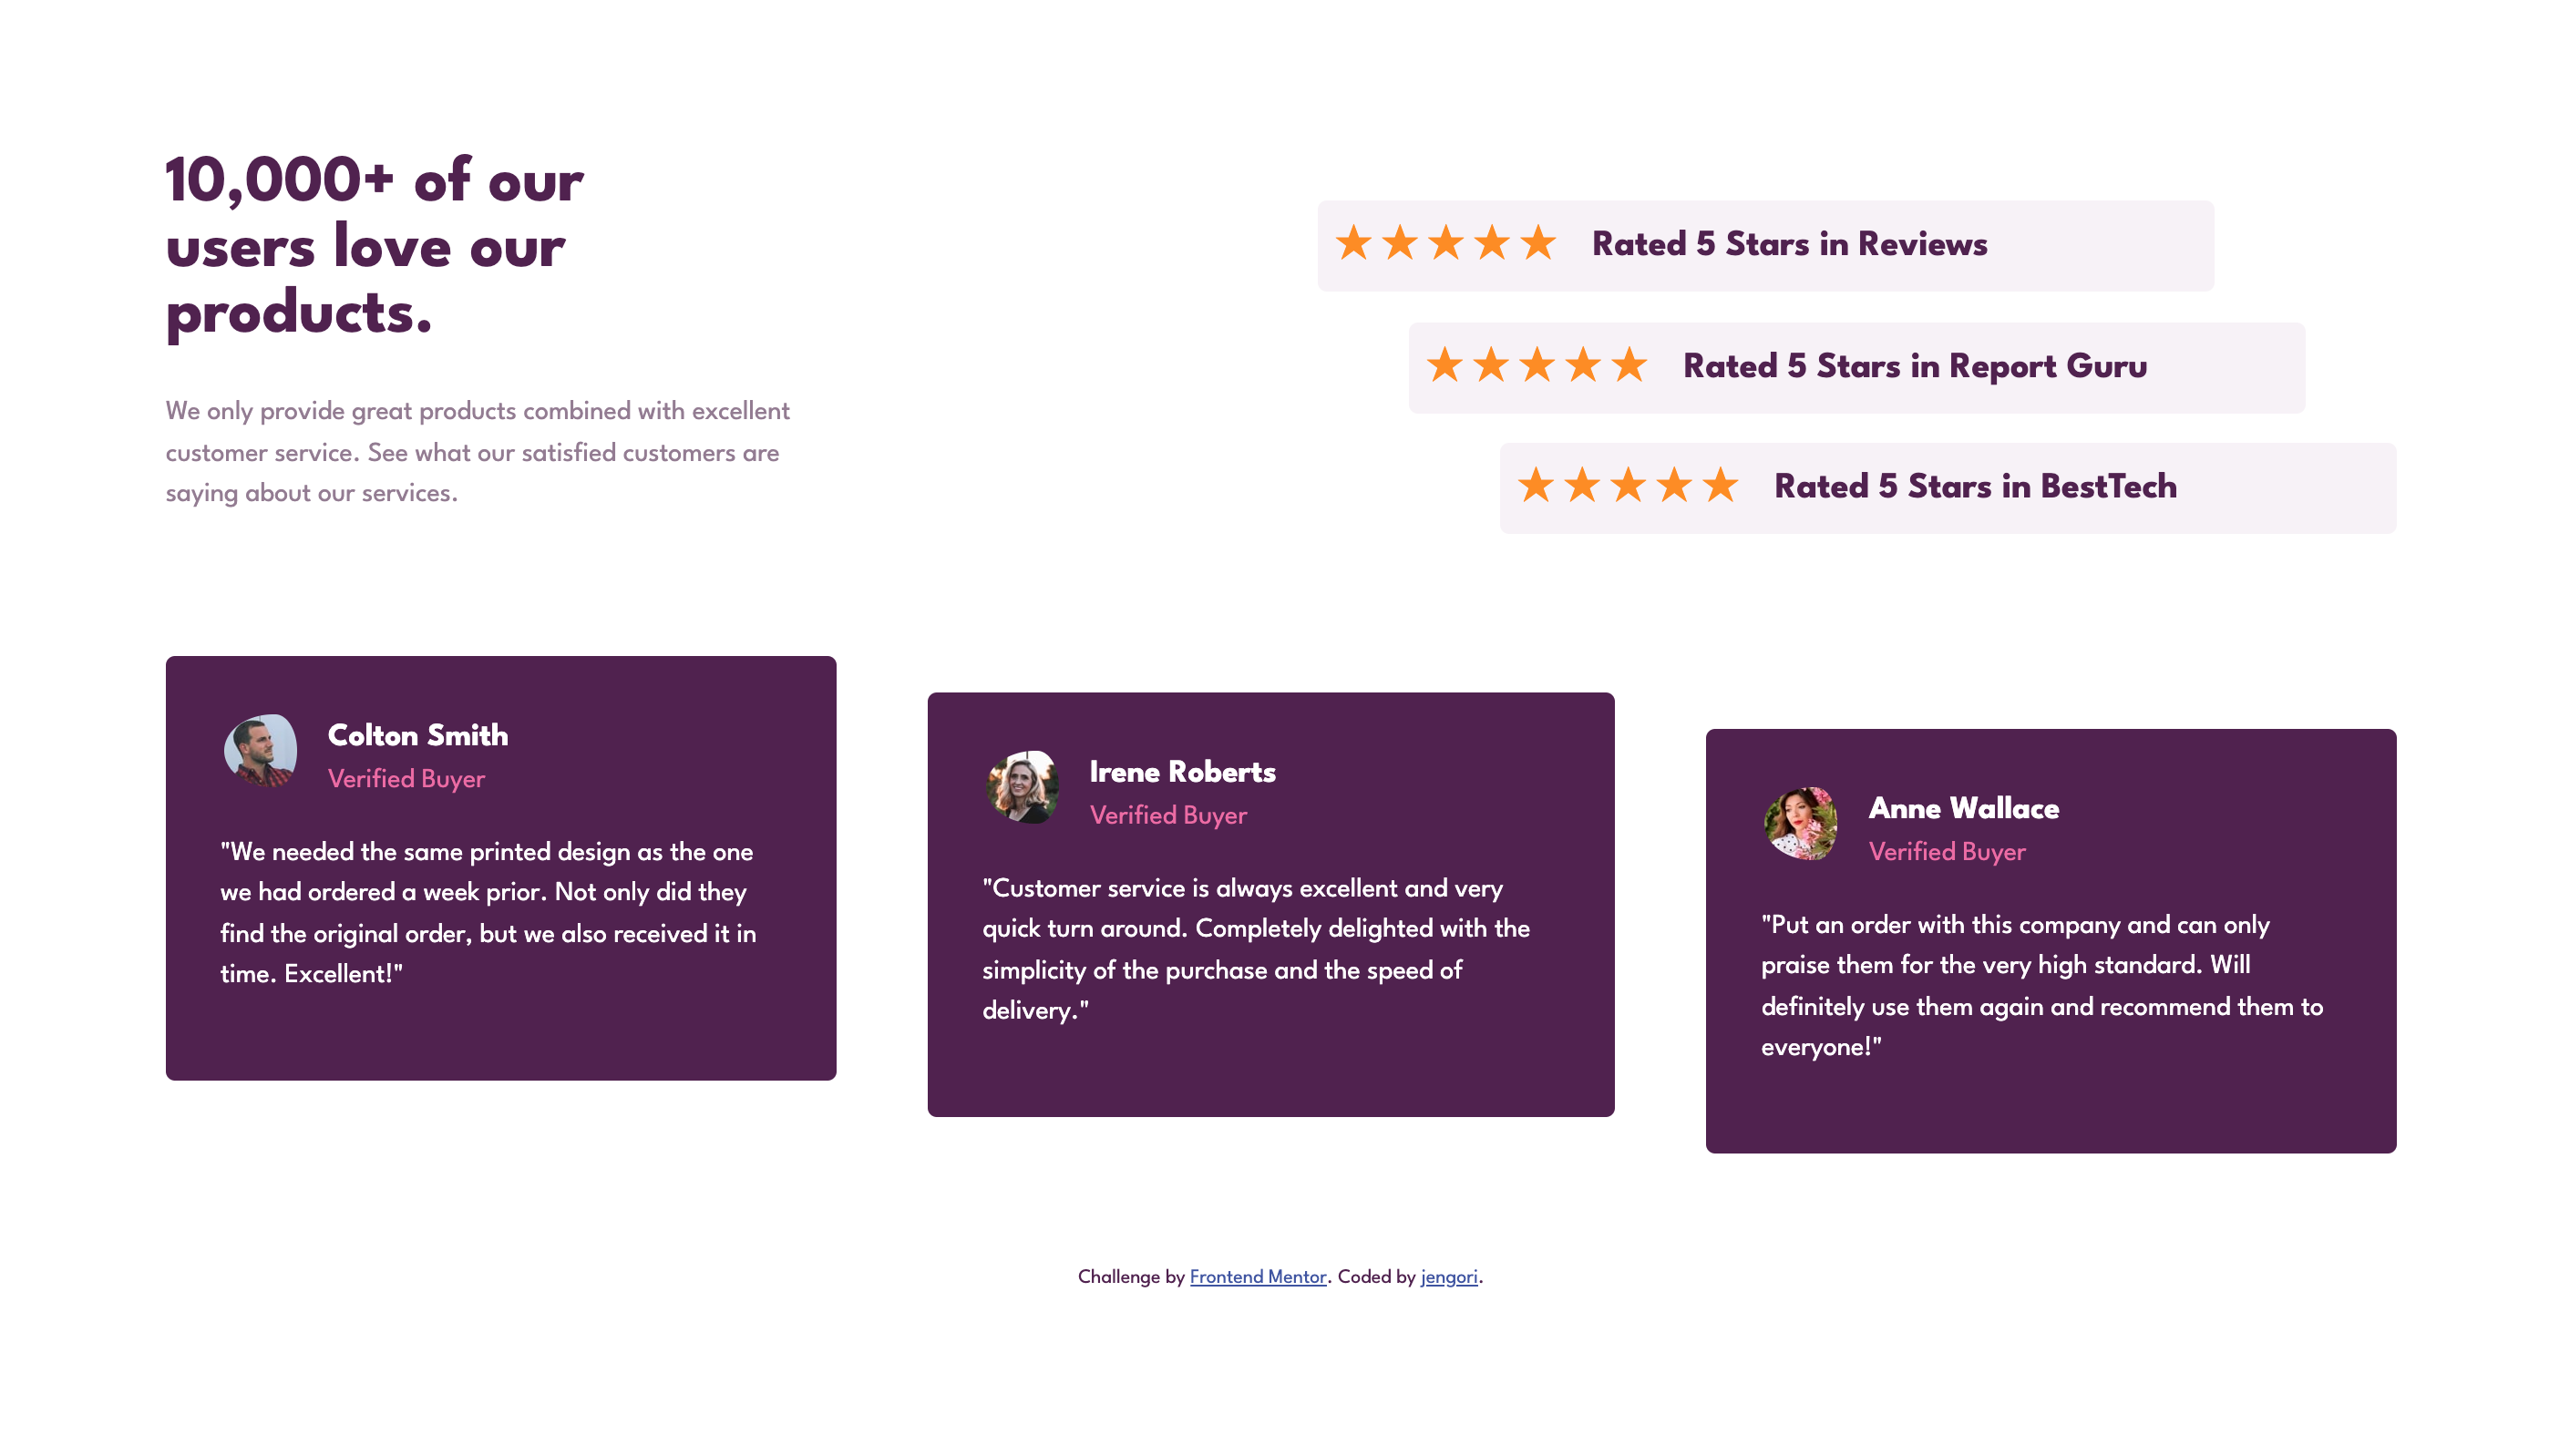 10,000+ of our
users love our
products.
We only provide great products combined with excellent
customer service. See what our satisfied customers are
saying about our services.
Rated 5 Stars in Reviews
Rated 5 Stars in Report Guru
Rated 5 Stars in BestTech
Colton Smith
Verified Buyer
"We needed the same printed design as the one
we had ordered a week prior. Not only did they
find the original order, but we also received it in
time. Excellent!"
Irene Roberts
Verified Buyer
"Customer service is always excellent and very
quick turn around. Completely delighted with the
simplicity of the purchase and the speed of
delivery."
Anne Wallace
Verified Buyer
"Put an order with this company and can only
praise them for the very high standard. Will
definitely use them again and recommend them to
everyone!"
Challenge by Frontend Mentor. Coded by jengori.